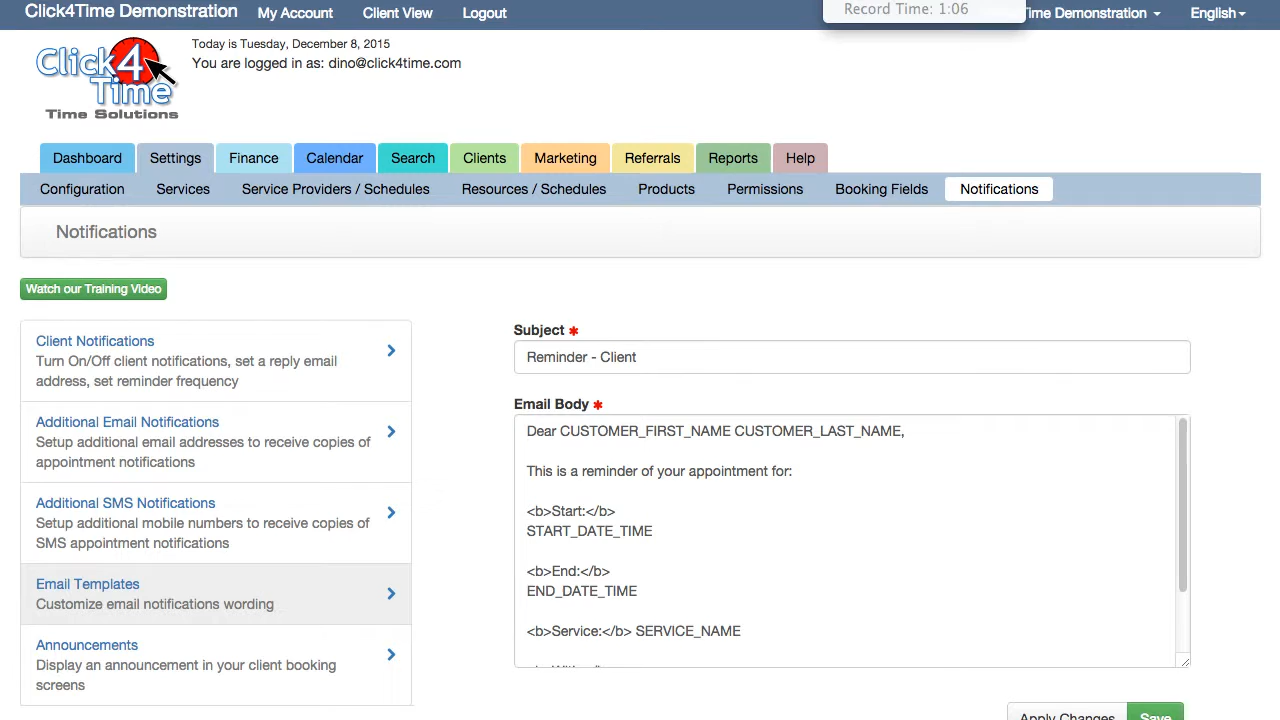 Click4Time Demonstration My Account Client View Logout Record Time: 1:06 Time Demonstration English
Click4Time
Time Solutions
Today is Tuesday, December 8, 2015
You are logged in as: dino@click4time.com
Dashboard Settings Finance Calendar Search Clients Marketing Referrals Reports Help
Configuration Services Service Providers / Schedules Resources / Schedules Products Permissions Booking Fields Notifications
Notifications
Watch our Training Video
Client Notifications
Turn On/Off client notifications, set a reply email
address, set reminder frequency
Additional Email Notifications
Setup additional email addresses to receive copies of
appointment notifications
Additional SMS Notifications
Setup additional mobile numbers to receive copies of
SMS appointment notifications
Email Templates
Customize email notifications wording
Announcements
Display an announcement in your client booking
screens
Subject *
Reminder - Client
Email Body *
Dear CUSTOMER_FIRST_NAME CUSTOMER_LAST_NAME,
This is a reminder of your appointment for:
<b>Start:</b>
START_DATE_TIME
<b>End:</b>
END_DATE_TIME
<b>Service:</b> SERVICE_NAME
Apply Changes Save